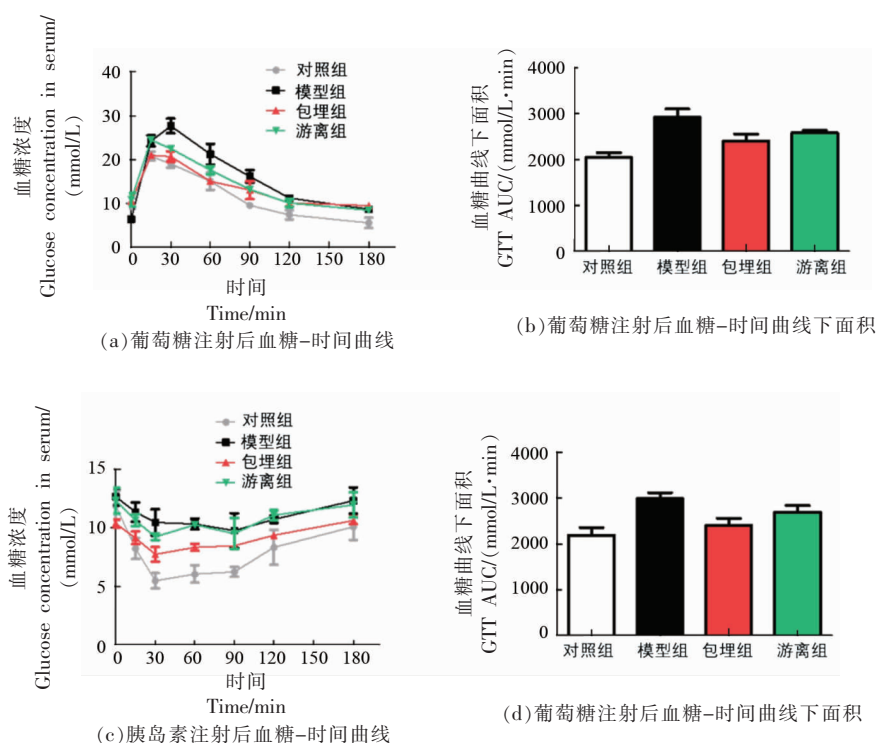 血糖浓度
Glucose concentration in serum/
(mmol/L)
40
30
20
10
0
对照组
模型组
包埋组
游离组
0 30 60 90 120 150 180
时间
Time/min
(a)葡萄糖注射后血糖-时间曲线
血糖曲线下面积
GTT AUC/(mmol/L·min)
4000
3000
2000
1000
0
对照组 模型组 包埋组 游离组
(b)葡萄糖注射后血糖-时间曲线下面积
血糖浓度
Glucose concentration in serum/
(mmol/L)
15
10
5
0
对照组
模型组
包埋组
游离组
0 30 60 90 120 150 180
时间
Time/min
(c)胰岛素注射后血糖-时间曲线
血糖曲线下面积
GTT AUC/(mmol/L·min)
4000
3000
2000
1000
0
对照组 模型组 包埋组 游离组
(d)葡萄糖注射后血糖-时间曲线下面积